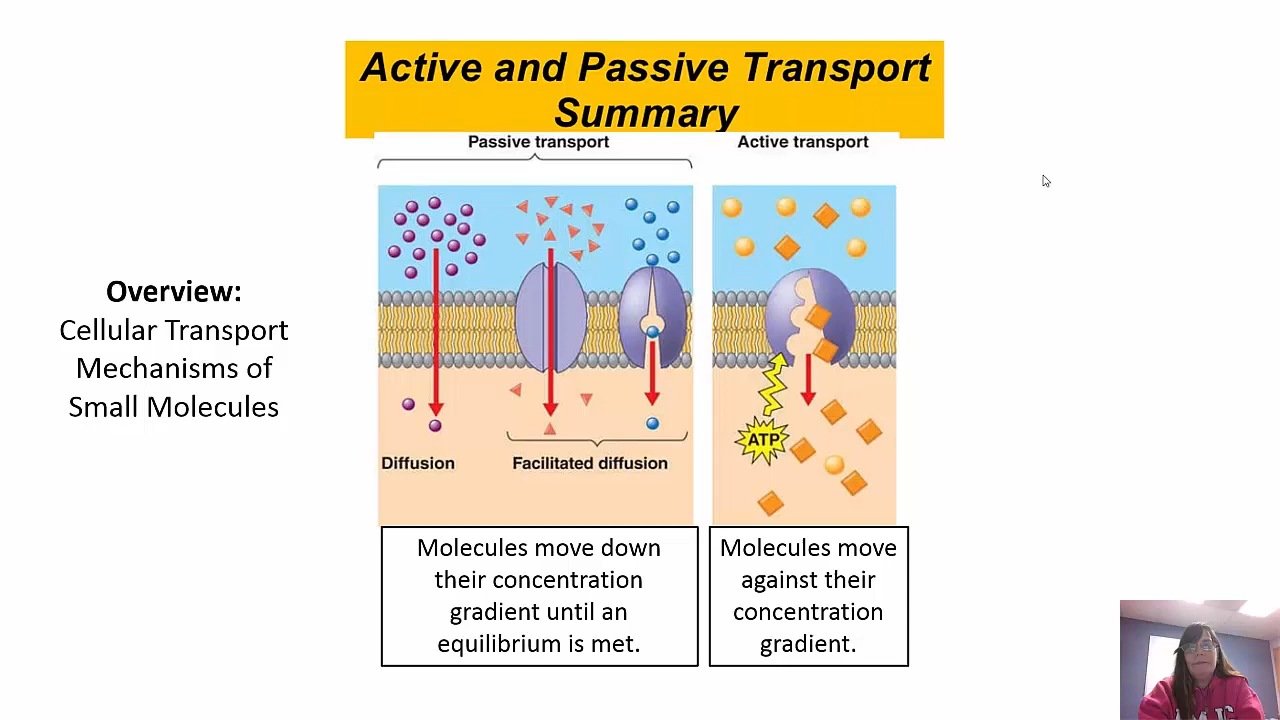 Active and Passive Transport
Summary
Passive transport
Active transport
Overview:
Cellular Transport
Mechanisms of
Small Molecules
ATP
Diffusion
Facilitated diffusion
Molecules move down
their concentration
gradient until an
equilibrium is met.
Molecules move
against their
concentration
gradient.